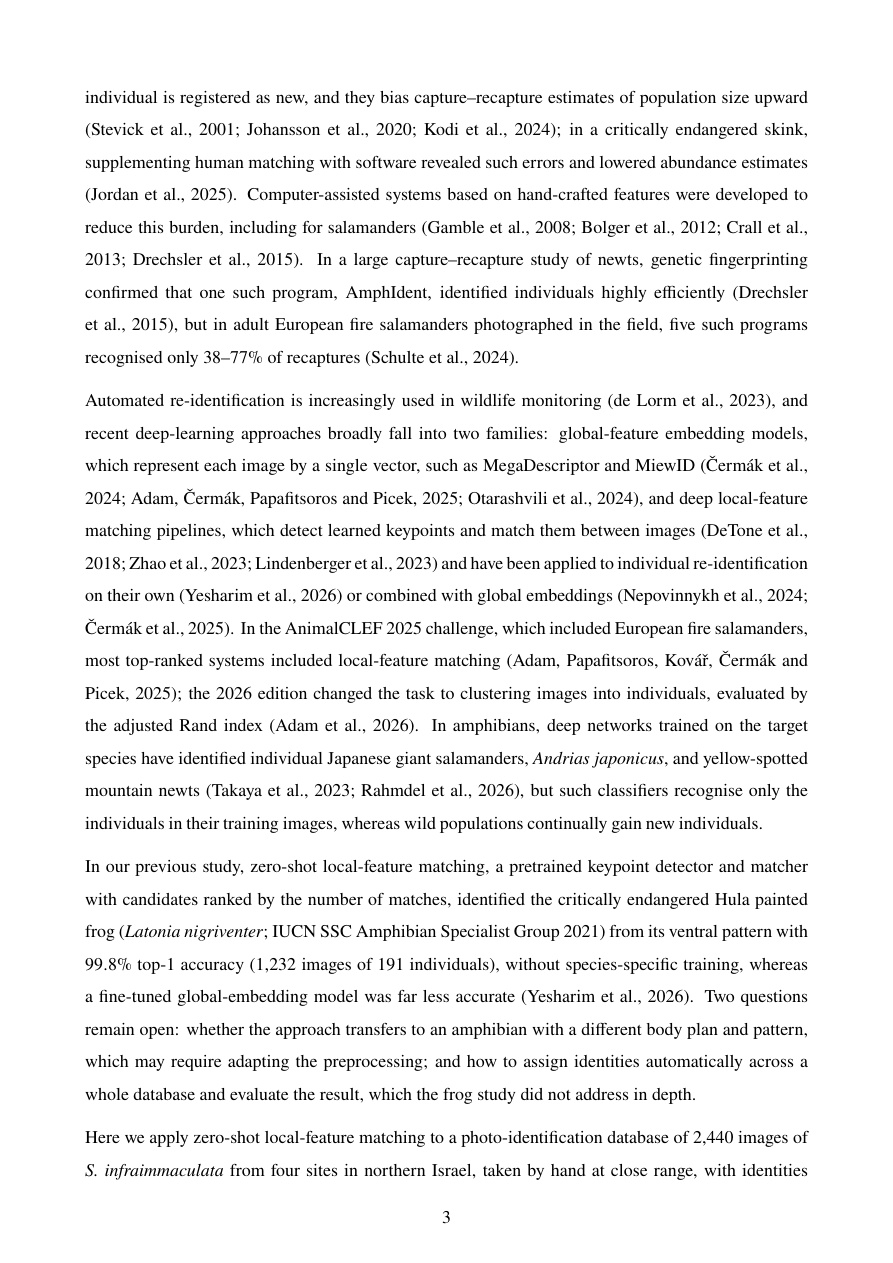 individual is registered as new, and they bias capture–recapture estimates of population size upward
(Stevick et al., 2001; Johansson et al., 2020; Kodi et al., 2024); in a critically endangered skink,
supplementing human matching with software revealed such errors and lowered abundance estimates
(Jordan et al., 2025). Computer-assisted systems based on hand-crafted features were developed to
reduce this burden, including for salamanders (Gamble et al., 2008; Bolger et al., 2012; Crall et al.,
2013; Drechsler et al., 2015). In a large capture–recapture study of newts, genetic fingerprinting
confirmed that one such program, AmphIdent, identified individuals highly efficiently (Drechsler
et al., 2015), but in adult European fire salamanders photographed in the field, five such programs
recognised only 38–77% of recaptures (Schulte et al., 2024).
Automated re-identification is increasingly used in wildlife monitoring (de Lorm et al., 2023), and
recent deep-learning approaches broadly fall into two families: global-feature embedding models,
which represent each image by a single vector, such as MegaDescriptor and MiewID (Čermák et al.,
2024; Adam, Čermák, Papafitsoros and Picek, 2025; Otarashvili et al., 2024), and deep local-feature
matching pipelines, which detect learned keypoints and match them between images (DeTone et al.,
2018; Zhao et al., 2023; Lindenberger et al., 2023) and have been applied to individual re-identification
on their own (Yesharim et al., 2026) or combined with global embeddings (Nepovinnykh et al., 2024;
Čermák et al., 2025). In the AnimalCLEF 2025 challenge, which included European fire salamanders,
most top-ranked systems included local-feature matching (Adam, Papafitsoros, Kovář, Čermák and
Picek, 2025); the 2026 edition changed the task to clustering images into individuals, evaluated by
the adjusted Rand index (Adam et al., 2026). In amphibians, deep networks trained on the target
species have identified individual Japanese giant salamanders, Andrias japonicus, and yellow-spotted
mountain newts (Takaya et al., 2023; Rahmdel et al., 2026), but such classifiers recognise only the
individuals in their training images, whereas wild populations continually gain new individuals.
In our previous study, zero-shot local-feature matching, a pretrained keypoint detector and matcher
with candidates ranked by the number of matches, identified the critically endangered Hula painted
frog (Latonia nigriventer; IUCN SSC Amphibian Specialist Group 2021) from its ventral pattern with
99.8% top-1 accuracy (1,232 images of 191 individuals), without species-specific training, whereas
a fine-tuned global-embedding model was far less accurate (Yesharim et al., 2026). Two questions
remain open: whether the approach transfers to an amphibian with a different body plan and pattern,
which may require adapting the preprocessing; and how to assign identities automatically across a
whole database and evaluate the result, which the frog study did not address in depth.
Here we apply zero-shot local-feature matching to a photo-identification database of 2,440 images of
S. infraimmaculata from four sites in northern Israel, taken by hand at close range, with identities
3